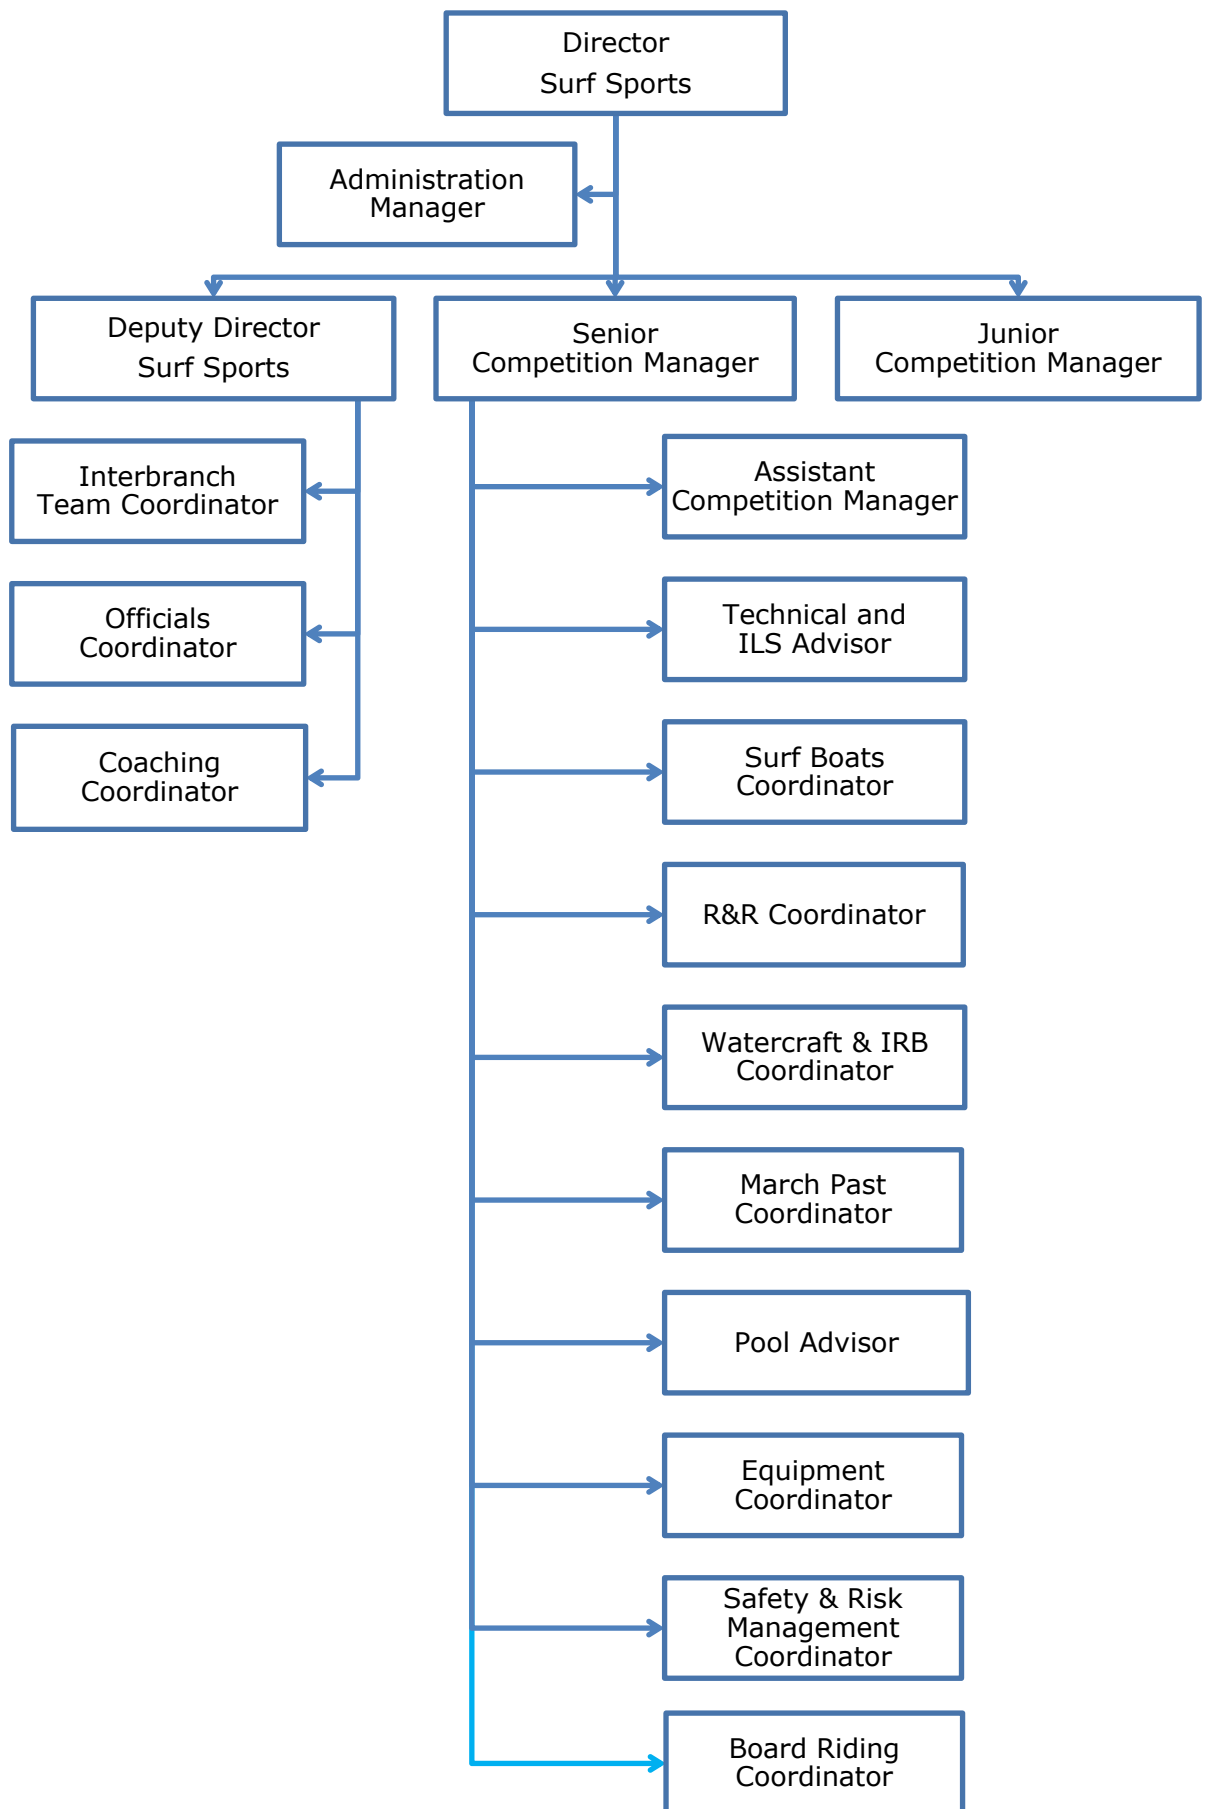 Director
Surf Sports
Administration
Manager
Deputy Director
Surf Sports
Senior
Competition Manager
Junior
Competition Manager
Interbranch
Team Coordinator
Officials
Coordinator
Coaching
Coordinator
Assistant
Competition Manager
Technical and
ILS Advisor
Surf Boats
Coordinator
R&R Coordinator
Watercraft & IRB
Coordinator
March Past
Coordinator
Pool Advisor
Equipment
Coordinator
Safety & Risk
Management
Coordinator
Board Riding
Coordinator